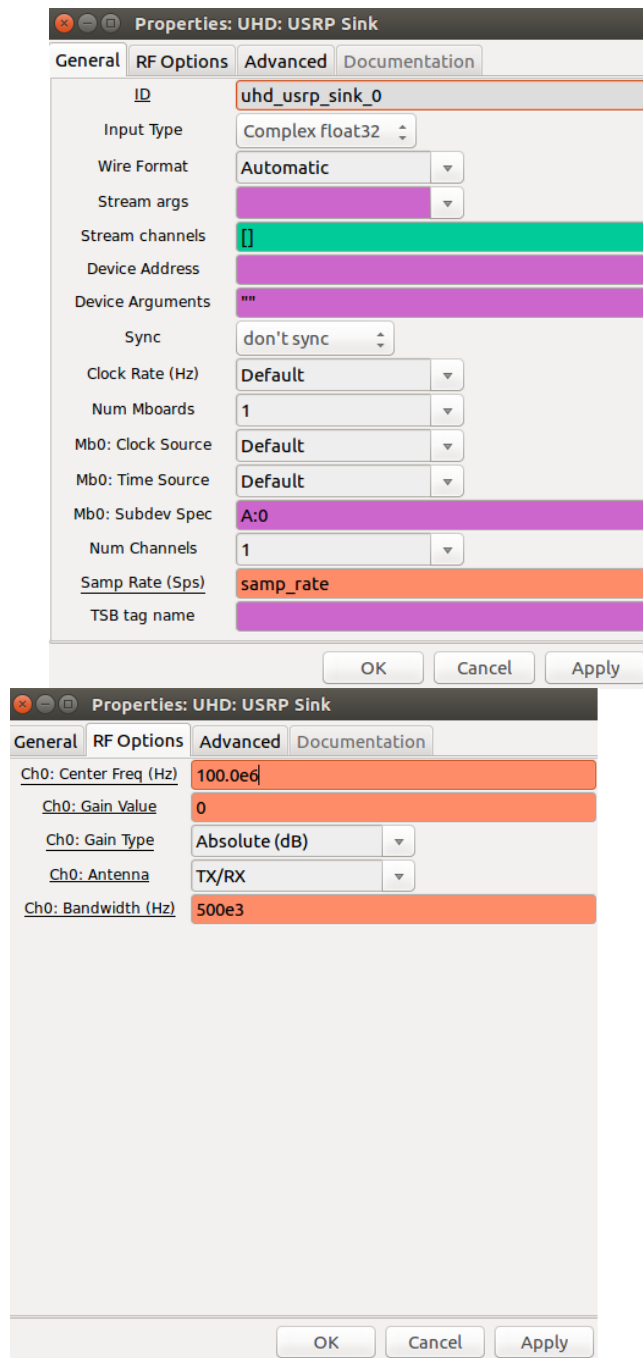 Properties: UHD: USRP Sink
General RF Options Advanced Documentation
ID uhd_usrp_sink_0
Input Type Complex float32
Wire Format Automatic
Stream args
Stream channels []
Device Address
Device Arguments ""
Sync don't sync
Clock Rate (Hz) Default
Num Mboards 1
Mb0: Clock Source Default
Mb0: Time Source Default
Mb0: Subdev Spec A:0
Num Channels 1
Samp Rate (Sps) samp_rate
TSB tag name
OK Cancel Apply
Properties: UHD: USRP Sink
General RF Options Advanced Documentation
Ch0: Center Freq (Hz) 100.0e6
Ch0: Gain Value 0
Ch0: Gain Type Absolute (dB)
Ch0: Antenna TX/RX
Ch0: Bandwidth (Hz) 500e3
OK Cancel Apply